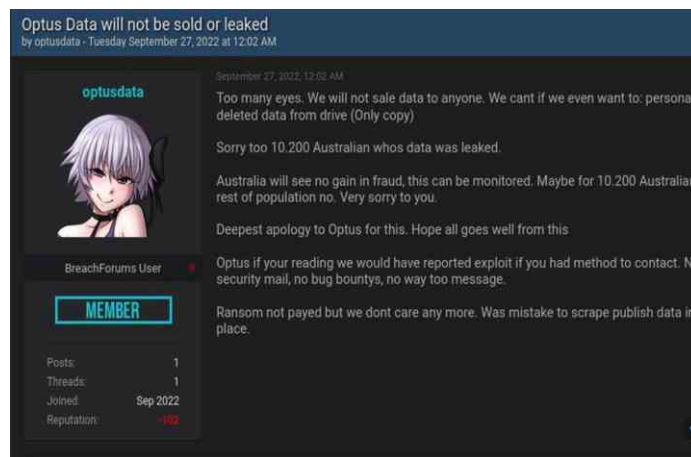 Optus Data will not be sold or leaked
by optusdata - Tuesday September 27, 2022 at 12:02 AM
optusdata
BreachForums User
MEMBER
Posts: 1
Threads: 1
Joined: Sep 2022
Reputation: -102
September 27, 2022, 12:02 AM
Too many eyes. We will not sale data to anyone. We cant if we even want to: persona
deleted data from drive (Only copy)
Sorry too 10.200 Australian whos data was leaked.
Australia will see no gain in fraud, this can be monitored. Maybe for 10.200 Australian
rest of population no. Very sorry to you.
Deepest apology to Optus for this. Hope all goes well from this
Optus if your reading we would have reported exploit if you had method to contact. N
security mail, no bug bountys, no way too message.
Ransom not payed but we dont care any more. Was mistake to scrape publish data in
place.